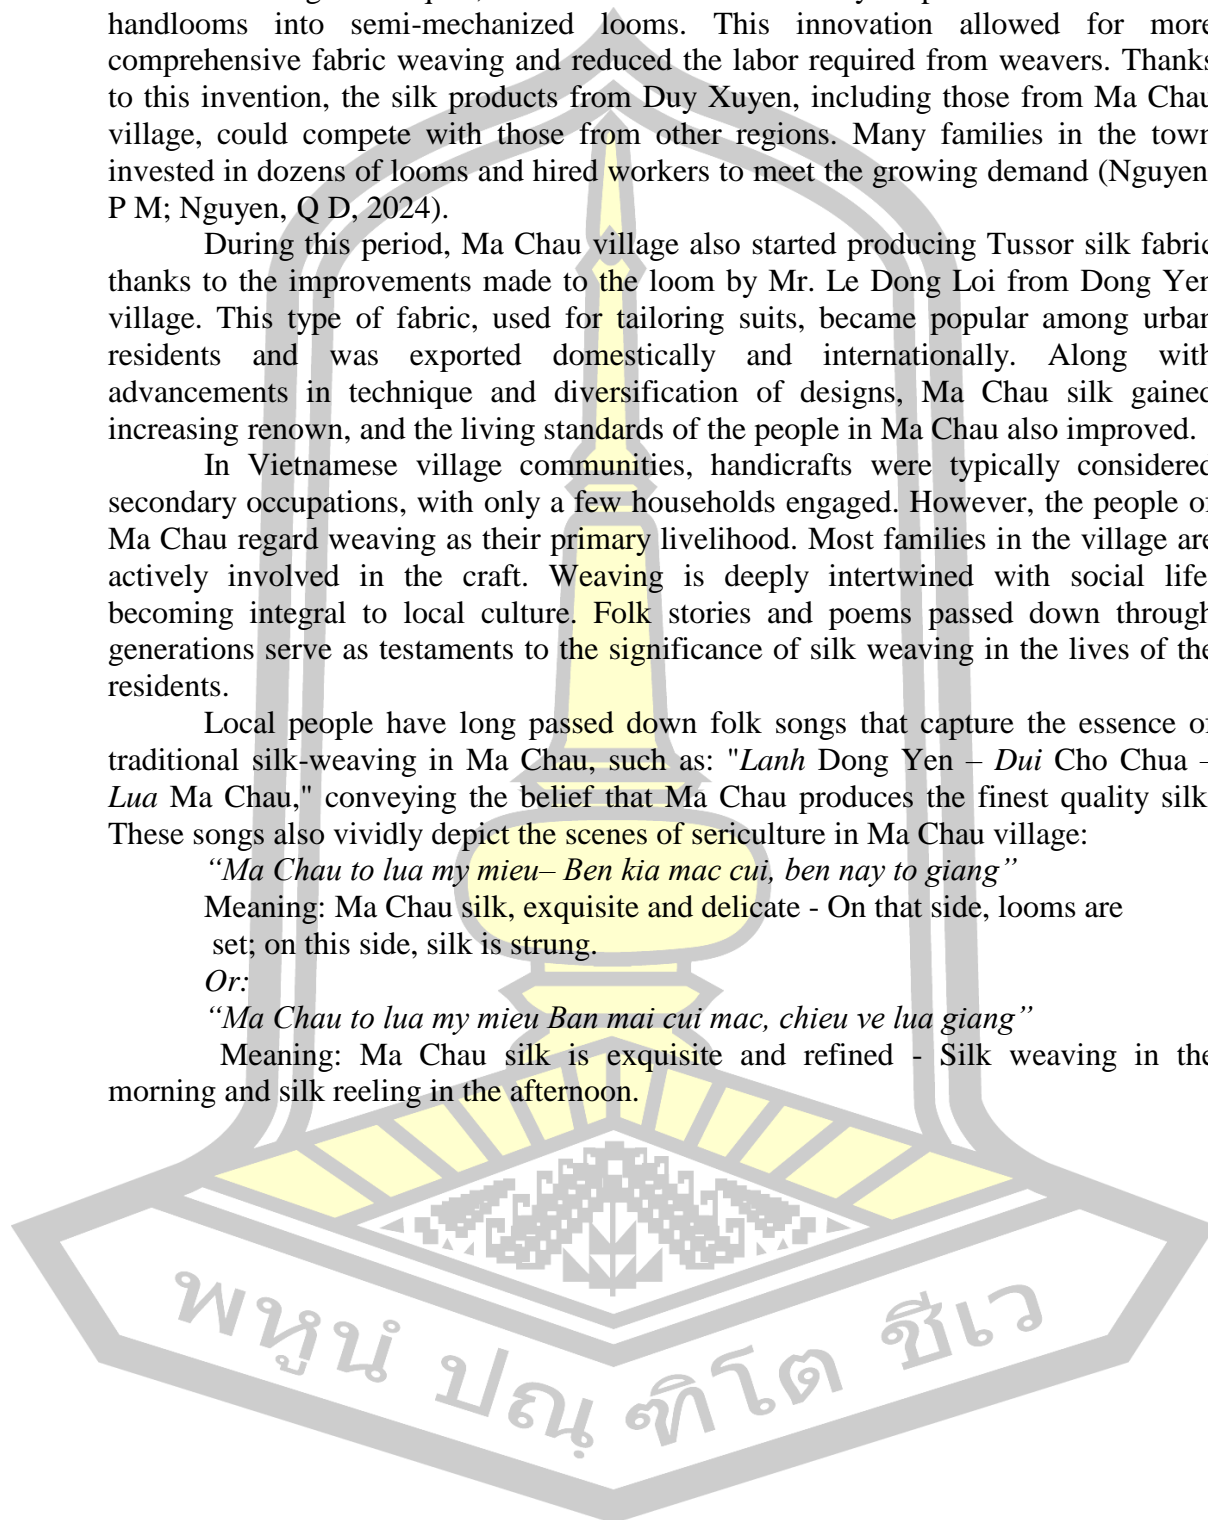 handlooms into semi-mechanized looms. This innovation allowed for more
comprehensive fabric weaving and reduced the labor required from weavers. Thanks
to this invention, the silk products from Duy Xuyen, including those from Ma Chau
village, could compete with those from other regions. Many families in the town
invested in dozens of looms and hired workers to meet the growing demand (Nguyen
P M; Nguyen, Q D, 2024).
During this period, Ma Chau village also started producing Tussor silk fabric
thanks to the improvements made to the loom by Mr. Le Dong Loi from Dong Yen
village. This type of fabric, used for tailoring suits, became popular among urban
residents and was exported domestically and internationally. Along with
advancements in technique and diversification of designs, Ma Chau silk gained
increasing renown, and the living standards of the people in Ma Chau also improved.
In Vietnamese village communities, handicrafts were typically considered
secondary occupations, with only a few households engaged. However, the people of
Ma Chau regard weaving as their primary livelihood. Most families in the village are
actively involved in the craft. Weaving is deeply intertwined with social life
becoming integral to local culture. Folk stories and poems passed down through
generations serve as testaments to the significance of silk weaving in the lives of the
residents.
Local people have long passed down folk songs that capture the essence of
traditional silk-weaving in Ma Chau, such as: "Lanh Dong Yen – Dui Cho Chua –
Lua Ma Chau," conveying the belief that Ma Chau produces the finest quality silk
These songs also vividly depict the scenes of sericulture in Ma Chau village:
“Ma Chau to lua my mieu– Ben kia mac cui, ben nay to giang”
Meaning: Ma Chau silk, exquisite and delicate - On that side, looms are
set; on this side, silk is strung.
Or:
“Ma Chau to lua my mieu Ban mai cui mac, chieu ve lua giang”
Meaning: Ma Chau silk is exquisite and refined - Silk weaving in the
morning and silk reeling in the afternoon.
พหูนํ ปณฺฑิโต ชีเว